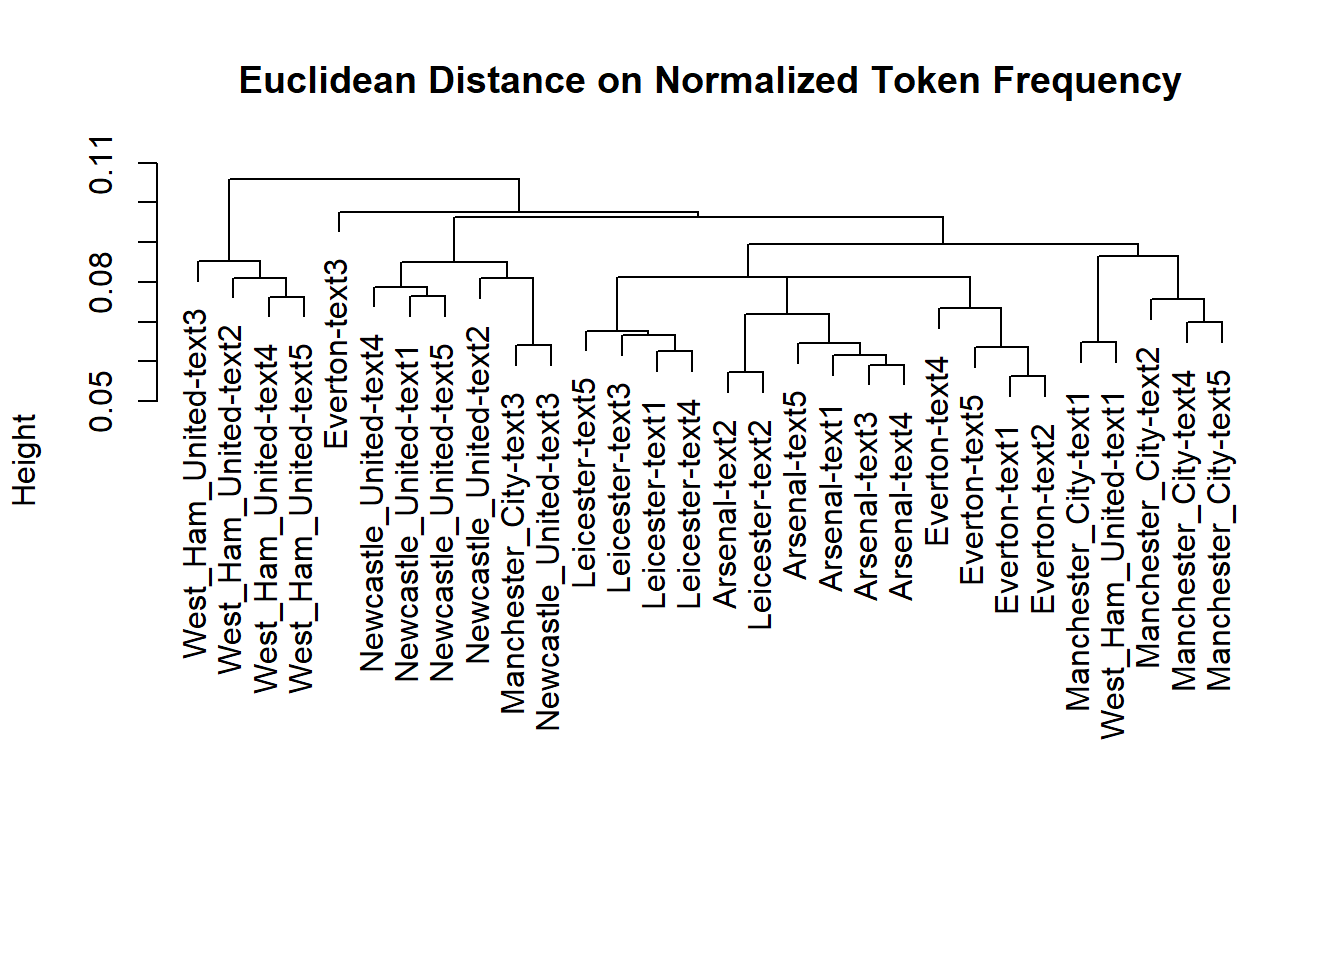 Euclidean Distance on Normalized Token Frequency
Height
0.11
0.08
0.05
West_Ham_United-text3
West_Ham_United-text2
West_Ham_United-text4
West_Ham_United-text5
Everton-text3
Newcastle_United-text4
Newcastle_United-text1
Newcastle_United-text5
Newcastle_United-text2
Manchester_City-text3
Newcastle_United-text3
Leicester-text5
Leicester-text3
Leicester-text1
Leicester-text4
Arsenal-text2
Leicester-text2
Arsenal-text5
Arsenal-text1
Arsenal-text3
Arsenal-text4
Everton-text4
Everton-text5
Everton-text1
Everton-text2
Manchester_City-text1
West_Ham_United-text1
Manchester_City-text2
Manchester_City-text4
Manchester_City-text5